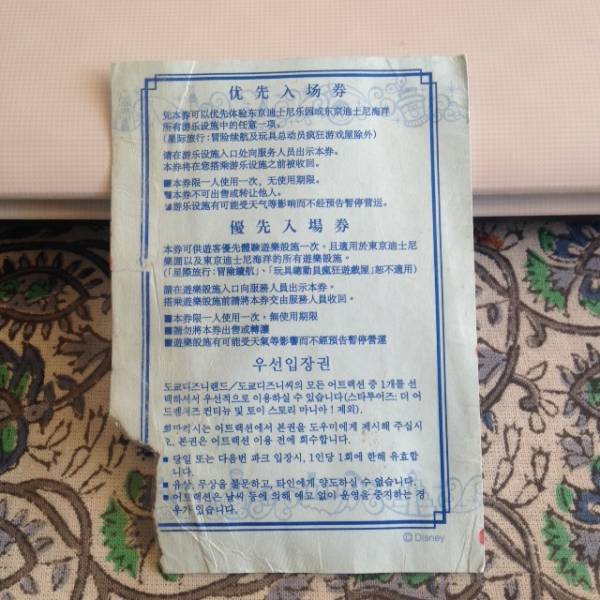 优先入场券
凭本券可以优先体验东京迪士尼乐园或东京迪士尼海洋
所有游乐设施中的任意一项。
(星际旅行:冒险续航及玩具总动员疯狂游戏屋除外)
请在游乐设施入口处向服务人员出示本券。
本券将在您搭乘游乐设施之前被收回。
■本券限一人使用一次，无使用期限。
■本券不可出售或转让他人。
■游乐设施有可能受天气等影响而不经预告暂停营运。
優先入場券
本券可供遊客優先體驗遊樂設施一次，且適用於東京迪士尼
樂園以及東京迪士尼海洋的所有遊樂設施。
(「星際旅行:冒險續航」、「玩具總動員瘋狂遊戲屋」恕不適用)
請在遊樂設施入口向服務人員出示本券。
搭乘遊樂設施前請將本券交由服務人員收回。
■本券限一人使用一次，無使用期限
■請勿將本券出售或轉讓
■遊樂設施有可能受天氣等影響而不經預告暫停營運
우선입장권
도쿄디즈니랜드/도쿄디즈니씨의 모든 어트랙션 중 1개를 선
택하셔서 우선적으로 이용하실 수 있습니다(스타투어즈: 더 어
드벤처즈 컨티뉴 및 토이 스토리 마니아! 제외).
희망하시는 어트랙션에서 본권을 도우미에게 제시해 주십시
오. 본권은 어트랙션 이용 전에 회수합니다.
■ 당일 또는 다음번 파크 입장시, 1인당 1회에 한해 유효합
니다.
■ 유상, 무상을 불문하고, 타인에게 양도하실 수 없습니다.
■ 어트랙션은 날씨 등에 의해 예고 없이 운영을 중지하는 경
우가 있습니다.
© Disney